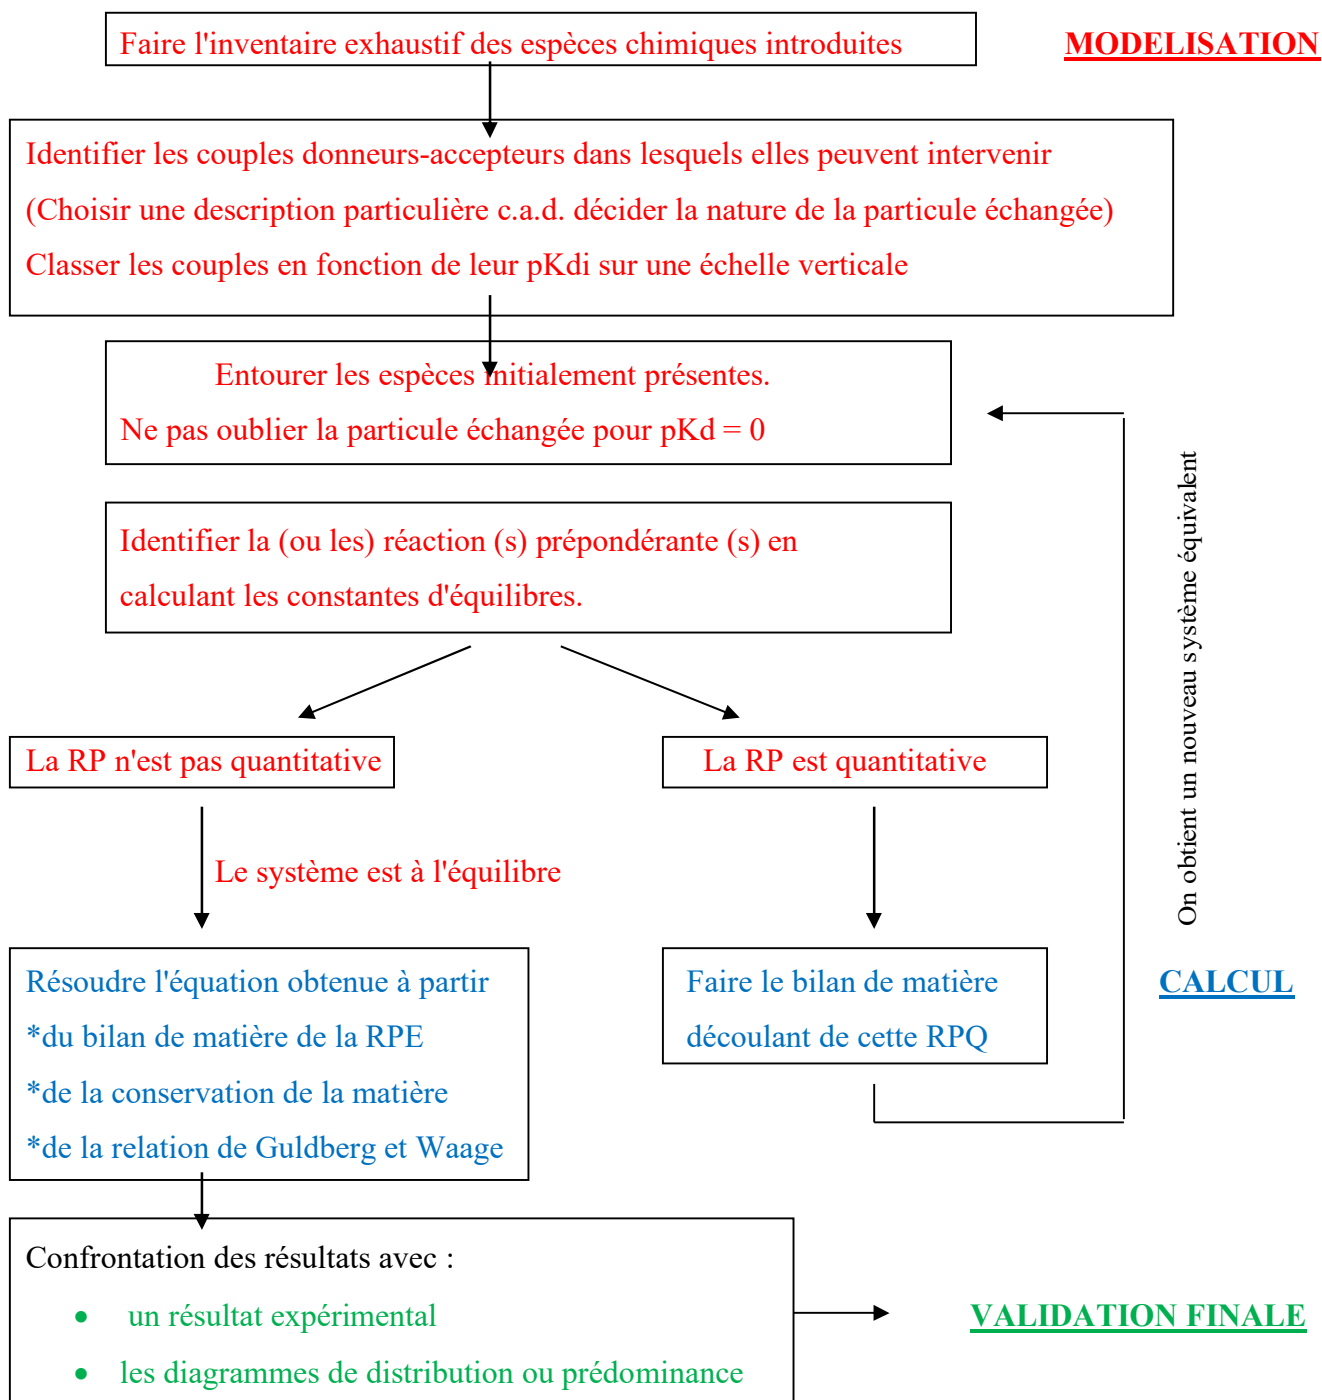 Faire l'inventaire exhaustif des espèces chimiques introduites
MODELISATION
Identifier les couples donneurs-accepteurs dans lesquels elles peuvent intervenir
(Choisir une description particulière c.a.d. décider la nature de la particule échangée)
Classer les couples en fonction de leur pKdi sur une échelle verticale
Entourer les espèces initialement présentes.
Ne pas oublier la particule échangée pour pKd = 0
Identifier la (ou les) réaction (s) prépondérante (s) en
calculant les constantes d'équilibres.
On obtient un nouveau système équivalent
La RP n'est pas quantitative
La RP est quantitative
Le système est à l'équilibre
Résoudre l'équation obtenue à partir
*du bilan de matière de la RPE
*de la conservation de la matière
*de la relation de Guldberg et Waage
Faire le bilan de matière
découlant de cette RPQ
CALCUL
Confrontation des résultats avec :
• un résultat expérimental
• les diagrammes de distribution ou prédominance
VALIDATION FINALE